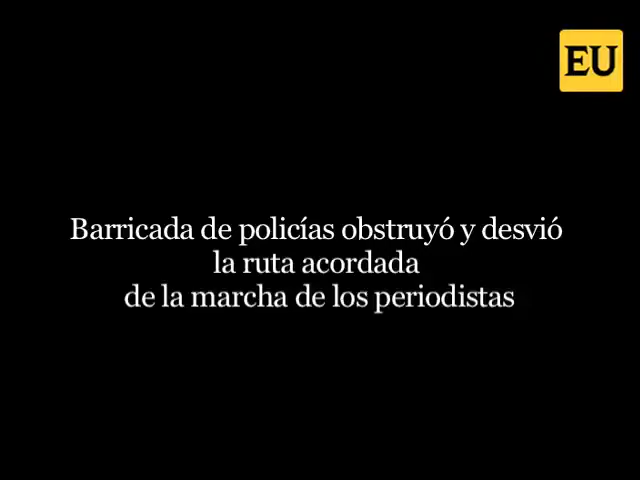 EU
Barricada de policías obstruyó y desvió
la ruta acordada
de la marcha de los periodistas